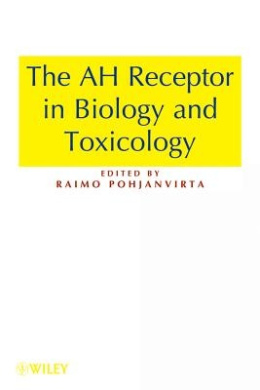 The AH Receptor
in Biology and
Toxicology
EDITED BY
RAIMO POHJANVIRTA
WILEY